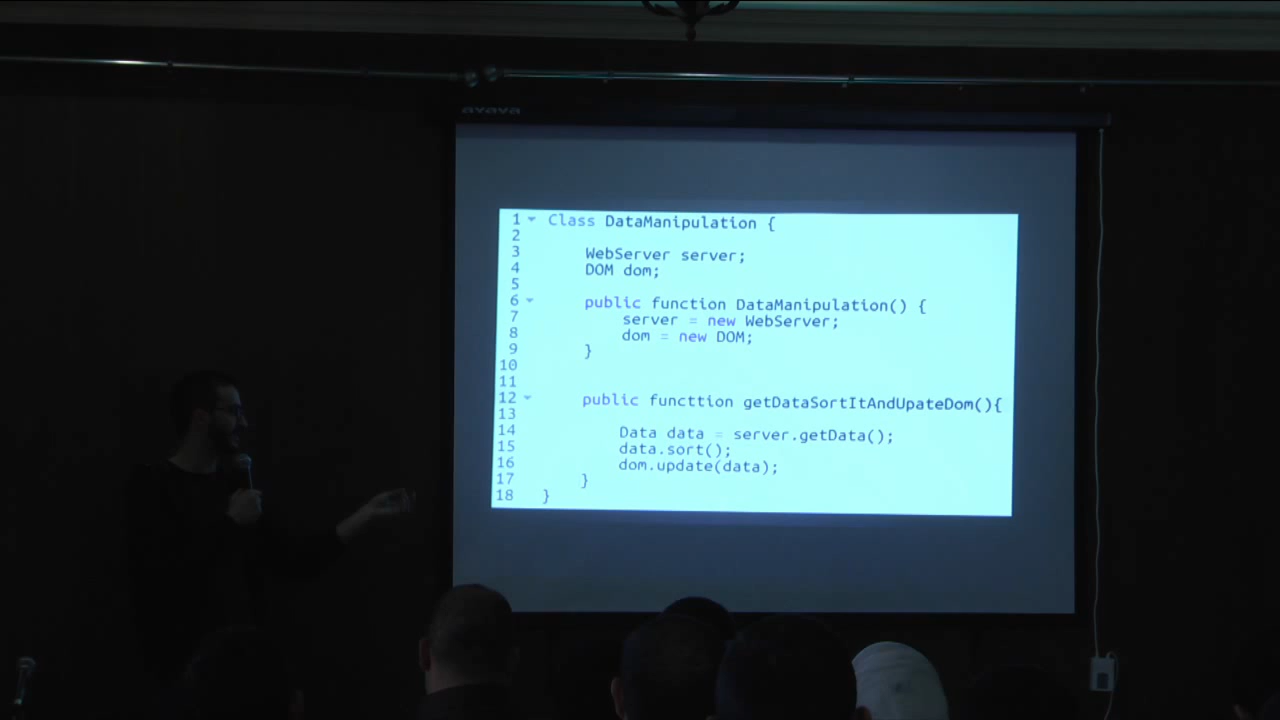 AVAYA
1 Class DataManipulation {
2
3 WebServer server;
4 DOM dom;
5
6 public function DataManipulation() {
7 server = new WebServer;
8 dom = new DOM;
9 }
10
11
12 public functtion getDataSortItAndUpateDom(){
13
14 Data data = server.getData();
15 data.sort();
16 dom.update(data);
17 }
18 }